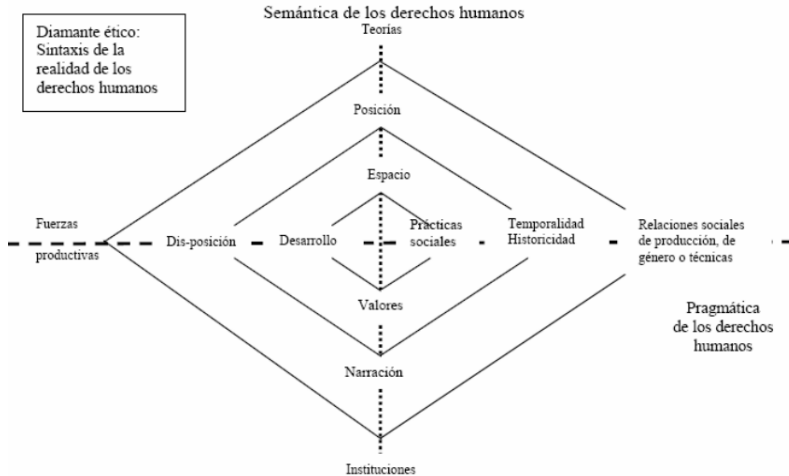 Semántica de los derechos humanos
Teorías
Diamante ético:
Sintaxis de la
realidad de los
derechos humanos
Posición
Espacio
Fuerzas
productivas
Dis-posición
Desarrollo
Prácticas
sociales
Temporalidad
Historicidad
Relaciones sociales
de producción, de
género o técnicas
Valores
Pragmática
de los derechos
humanos
Narración
Instituciones